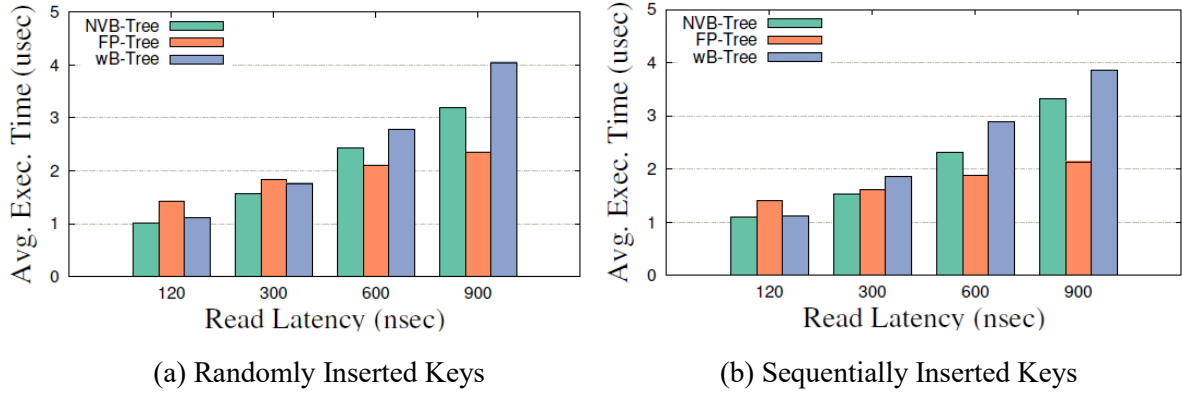 NVB-Tree
FP-Tree
wB-Tree
5
4
3
2
1
0
Avg. Exec. Time (usec)
120 300 600 900
Read Latency (nsec)
(a) Randomly Inserted Keys
NVB-Tree
FP-Tree
wB-Tree
5
4
3
2
1
0
Avg. Exec. Time (usec)
120 300 600 900
Read Latency (nsec)
(b) Sequentially Inserted Keys